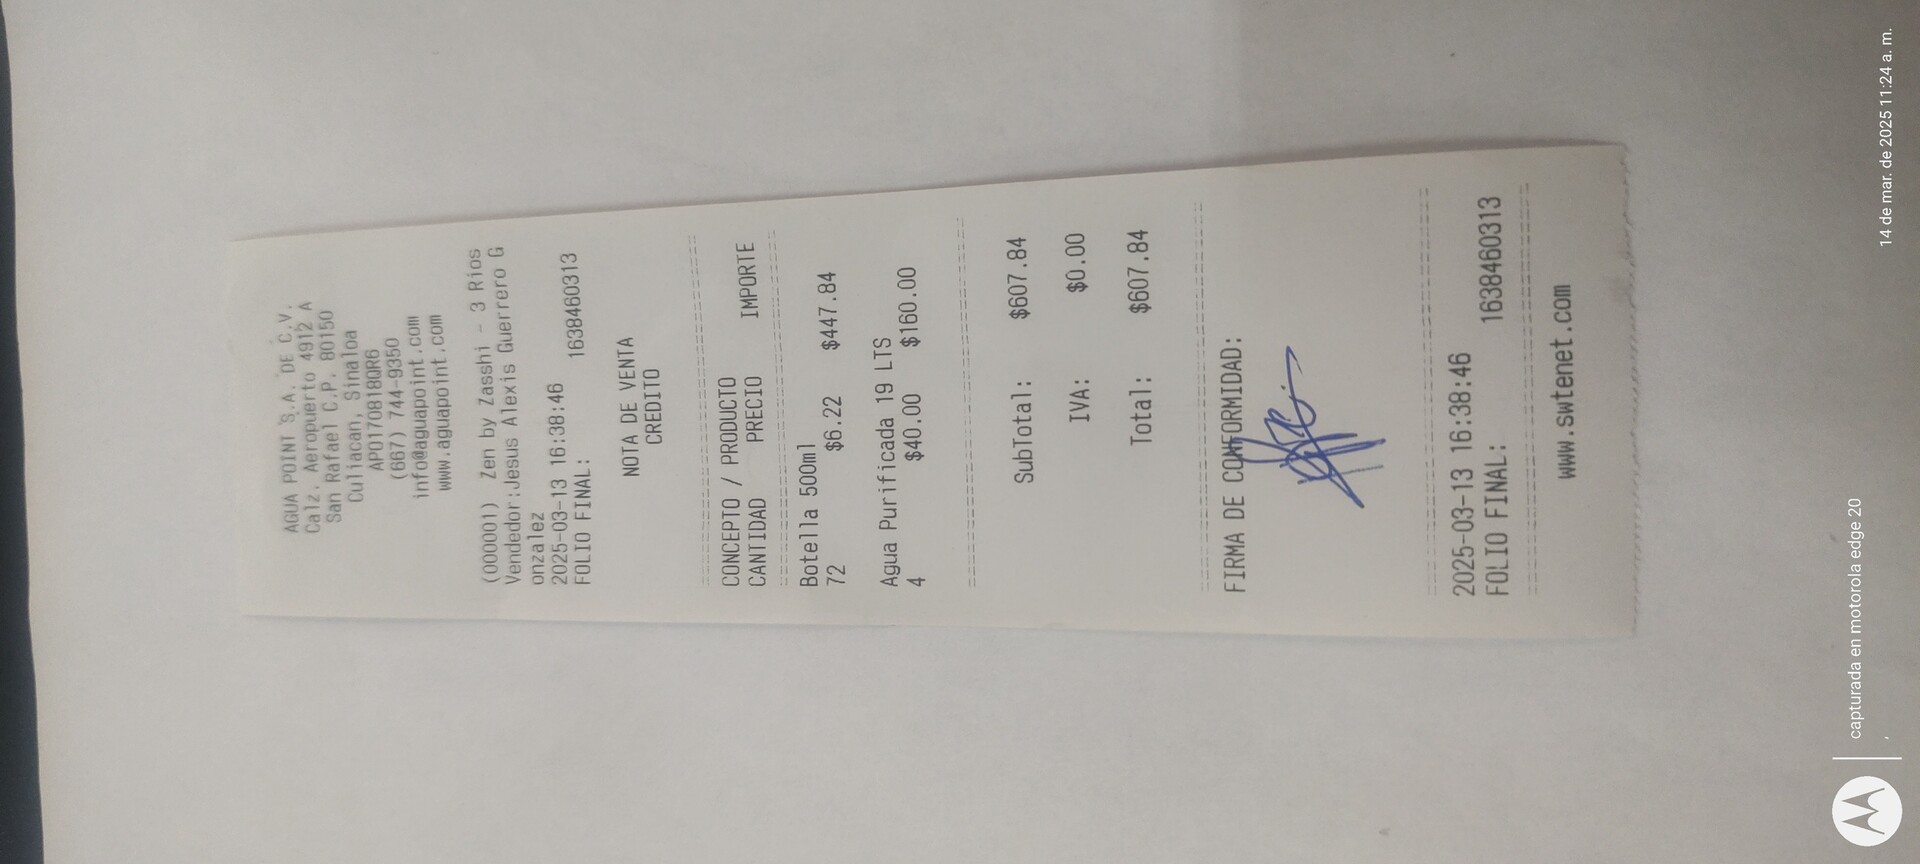 AGUA POINT S.A. DE C.V.
Calz. Aeropuerto 4912 A
San Rafael C.P. 80150
Culiacan, Sinaloa
APO170818QR6
(667) 744-9350
info@aguapoint.com
www.aguapoint.com
(000001) Zen by Zasshi - 3 Rios
Vendedor:Jesus Alexis Guerrero G
onzalez
2025-03-13 16:38:46
FOLIO FINAL: 1638460313
NOTA DE VENTA
CREDITO
CONCEPTO / PRODUCTO
CANTIDAD PRECIO IMPORTE
Botella 500ml
72 $6.22 $447.84
Agua Purificada 19 LTS
4 $40.00 $160.00
SubTotal: $607.84
IVA: $0.00
Total: $607.84
FIRMA DE CONFORMIDAD:
2025-03-13 16:38:46
FOLIO FINAL: 1638460313
www.swtenet.com
capturada en motorola edge 20
14 de mar. de 2025 11:24 a. m.